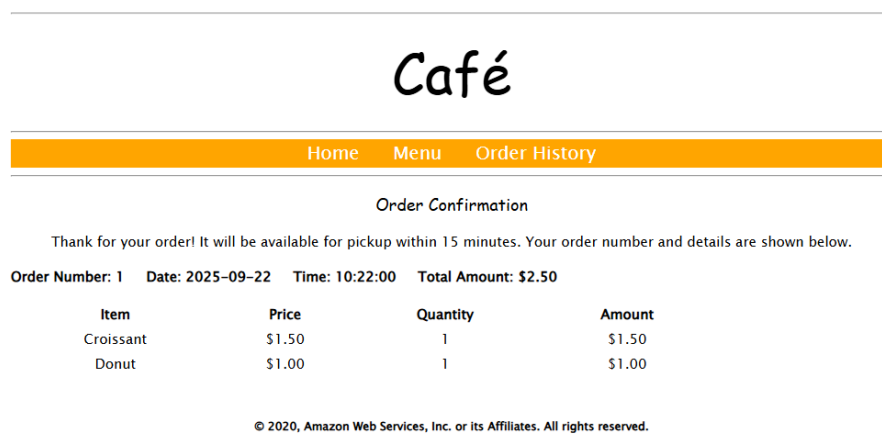 Café
Home Menu Order History
Order Confirmation
Thank for your order! It will be available for pickup within 15 minutes. Your order number and details are shown below.
Order Number: 1 Date: 2025-09-22 Time: 10:22:00 Total Amount: $2.50
Item Price Quantity Amount
Croissant $1.50 1 $1.50
Donut $1.00 1 $1.00
© 2020, Amazon Web Services, Inc. or its Affiliates. All rights reserved.